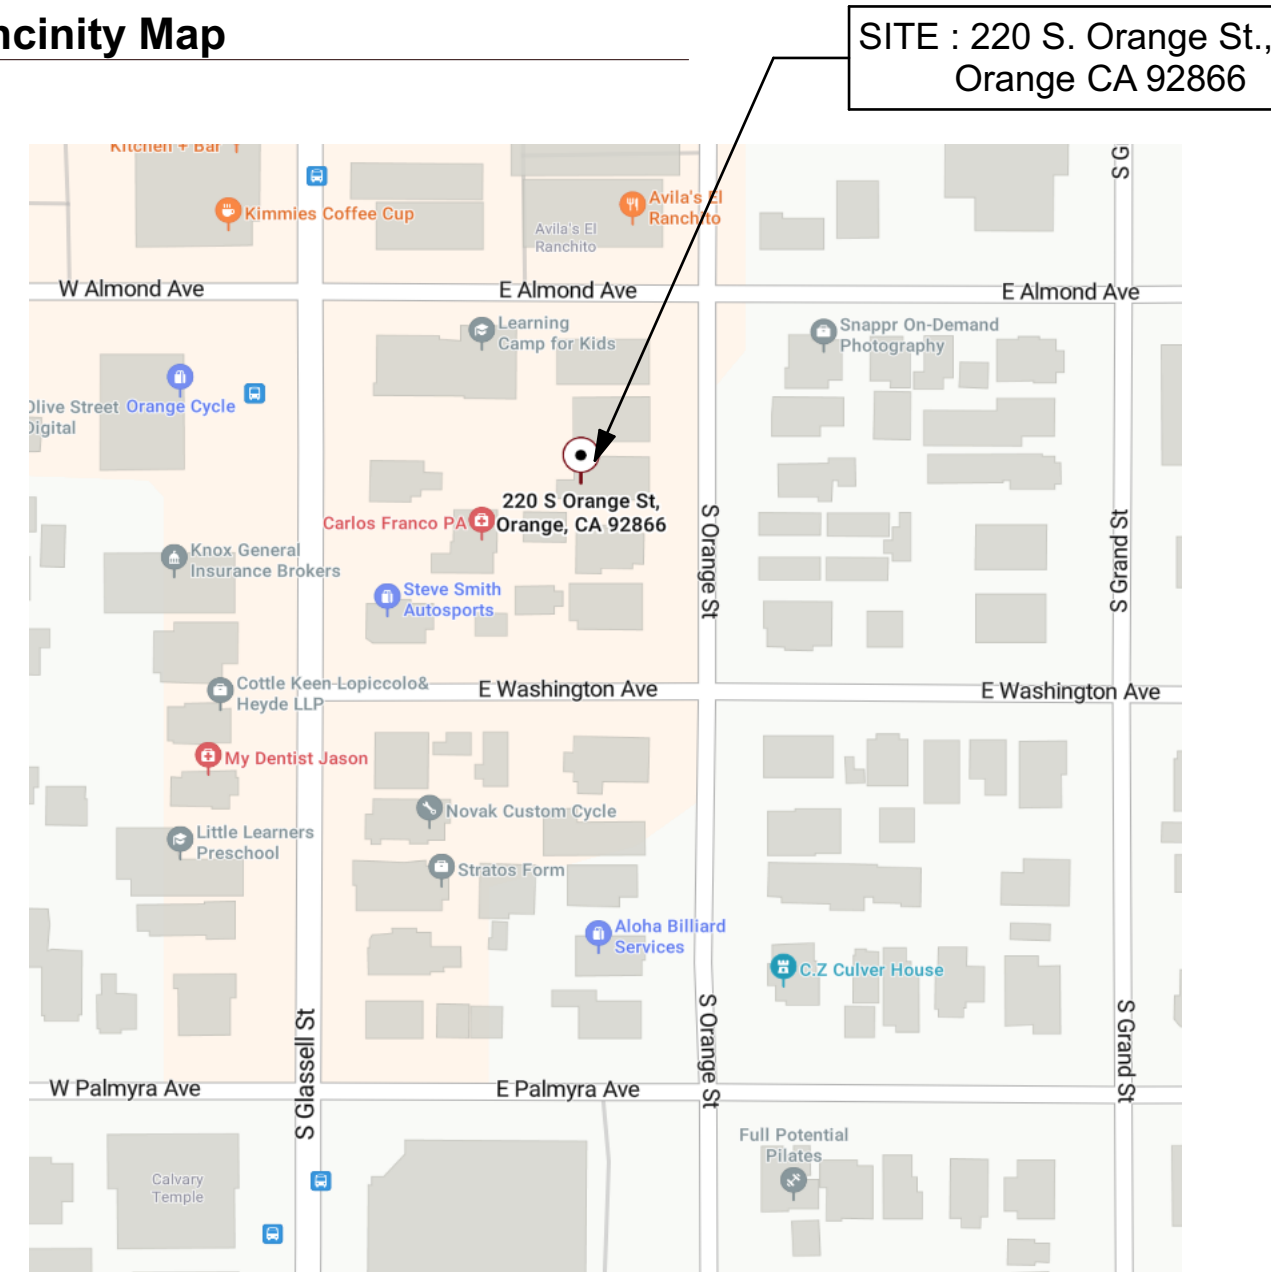 ncinity Map
SITE : 220 S. Orange St.,
Orange CA 92866
Kitchen + Bar
S G
Kimmies Coffee Cup
Avila's El
Ranchito
Avila's El
Ranchito
W Almond Ave
E Almond Ave
E Almond Ave
Learning
Camp for Kids
Snappr On-Demand
Photography
Olive Street
Digital
Orange Cycle
220 S Orange St,
Orange, CA 92866
Carlos Franco PA
S Orange St
S Grand St
Knox General
Insurance Brokers
Steve Smith
Autosports
Cottle Keen Lopiccolo&
Heyde LLP
E Washington Ave
E Washington Ave
My Dentist Jason
Novak Custom Cycle
Little Learners
Preschool
Stratos Form
Aloha Billiard
Services
C.Z Culver House
S Glassell St
S Orange St
S Grand St
W Palmyra Ave
E Palmyra Ave
Full Potential
Pilates
Calvary
Temple